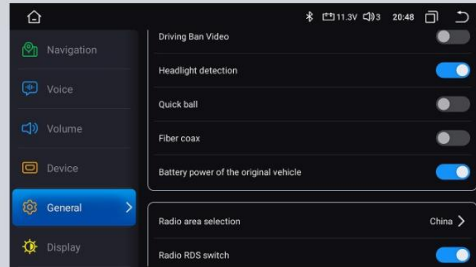 11.3V 3 20:48
Driving Ban Video
Navigation
Headlight detection
Voice
Quick ball
Volume
Fiber coax
Device
Battery power of the original vehicle
General
Radio area selection China
Display
Radio RDS switch